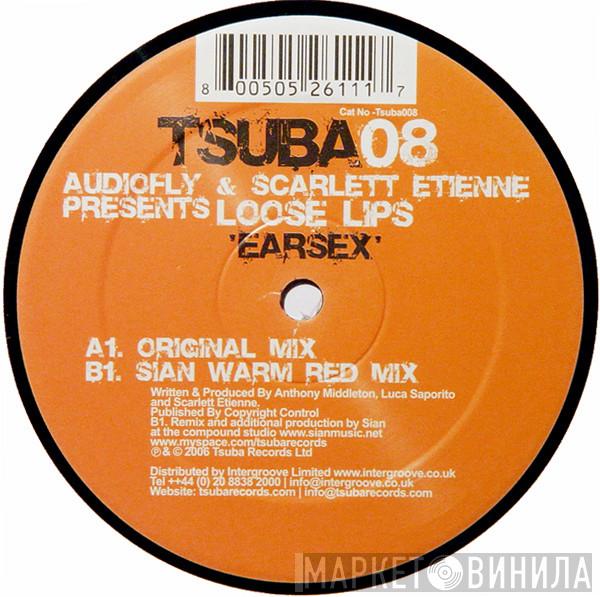 8 00505 26111 7
Cat No -Tsuba008
TSUBA08
AUDIOFLY & SCARLETT ETIENNE
PRESENTS LOOSE LIPS
'EARSEX'
A1. ORIGINAL MIX
B1. SIAN WARM RED MIX
Written & Produced By Anthony Middleton, Luca Saporito
and Scarlett Etienne.
Published By Copyright Control
B1. Remix and additional production by Sian
at the compound studio www.sianmusic.net
www.myspace.com/tsubarecords
℗ & © 2006 Tsuba Records Ltd
Distributed by Intergroove Limited www.intergroove.co.uk
Tel ++44 (0) 20 8838 2000 | info@intergroove.co.uk
Website: tsubarecords.com | info@tsubarecords.com
МАРКЕТ ВИНИЛА